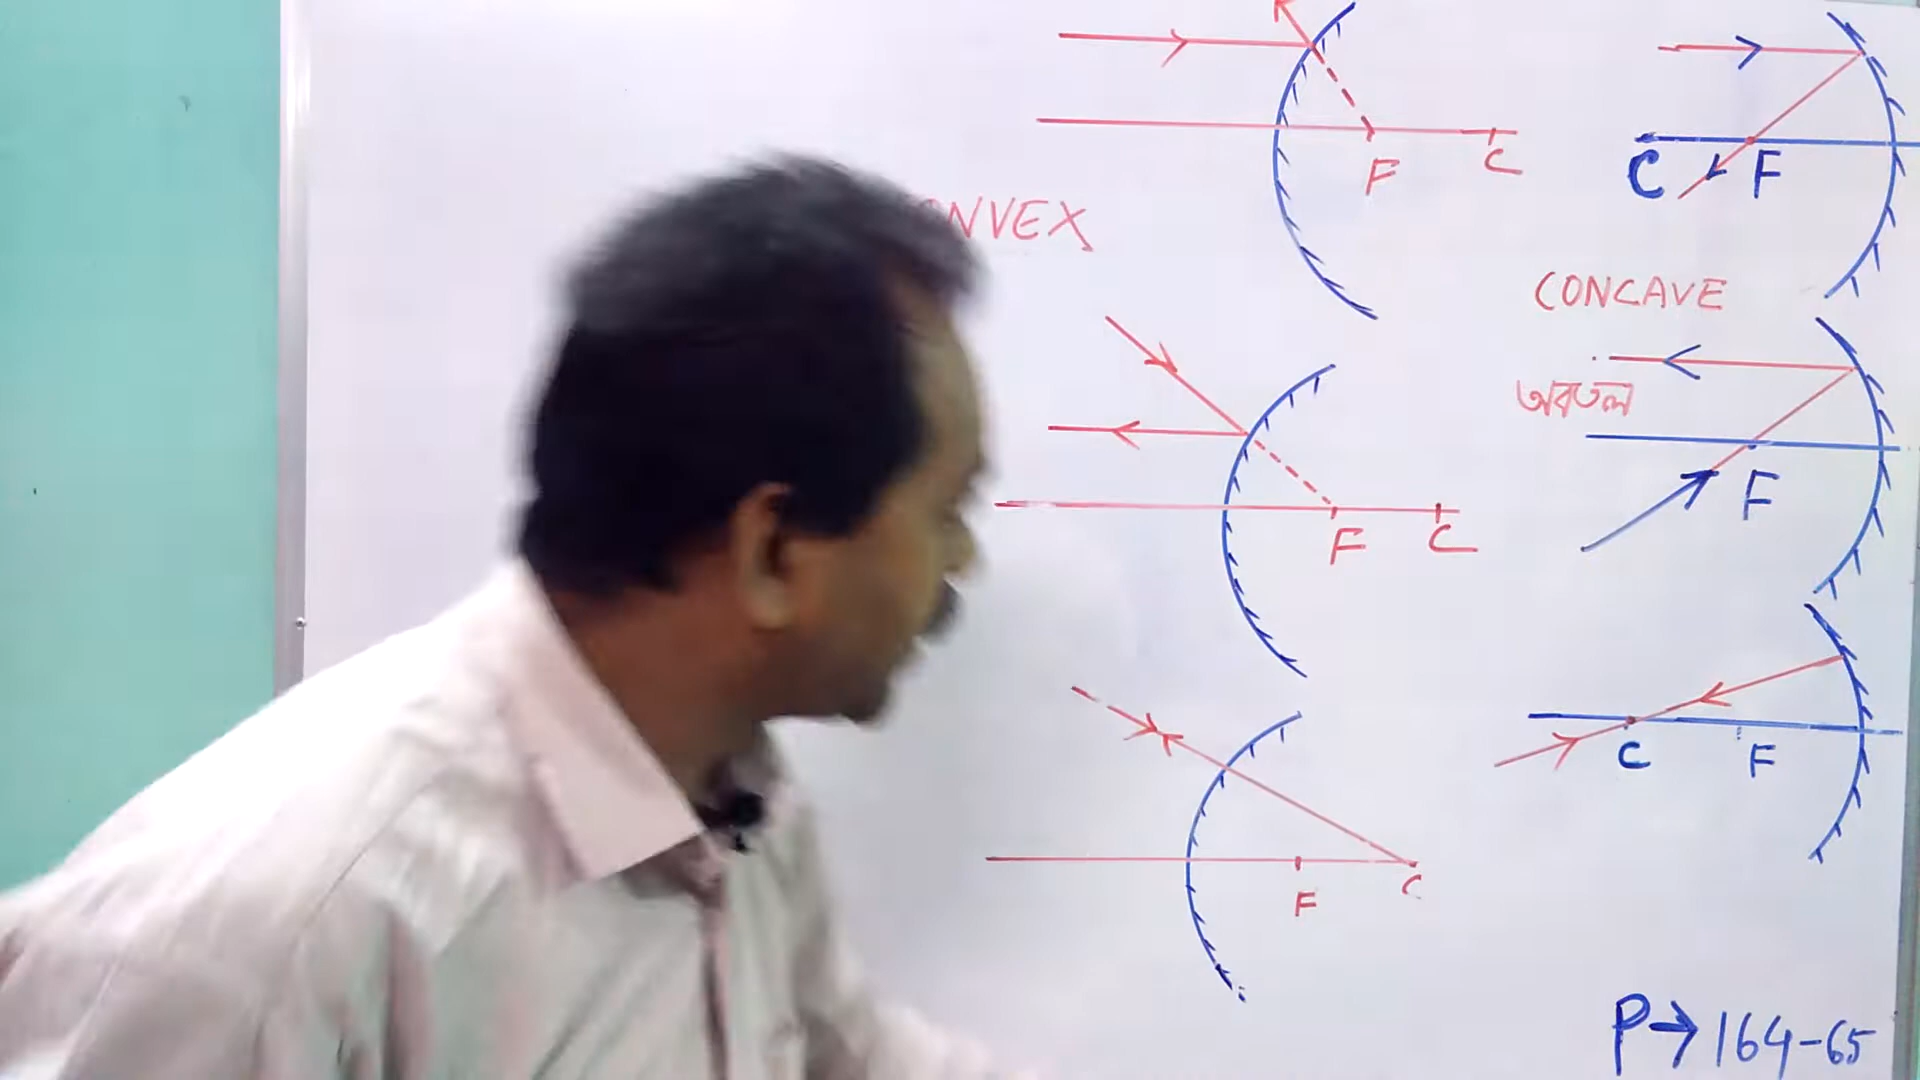 F C
NVEX
F C
F C
C F
CONCAVE
অবতল
F
C F
P→164-65